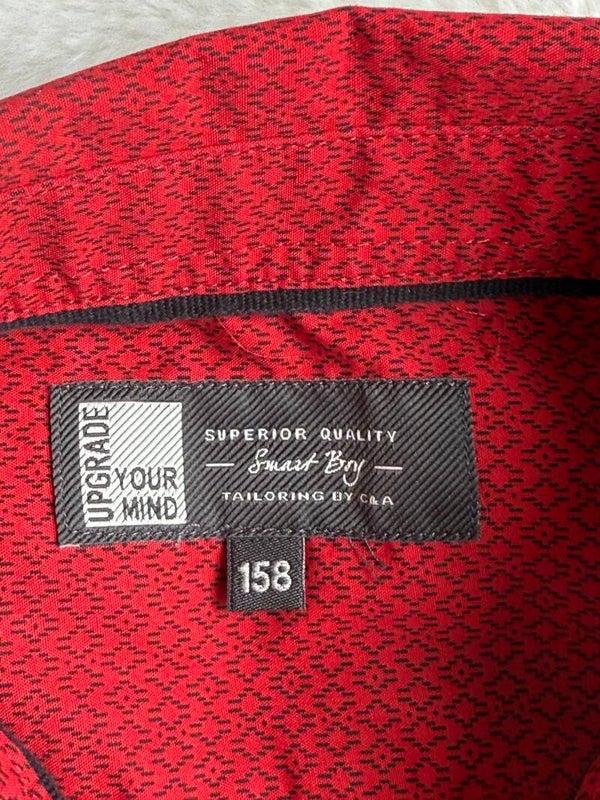 UPGRADE
YOUR
MIND
SUPERIOR QUALITY
Smart Boy
TAILORING BY C&A
158